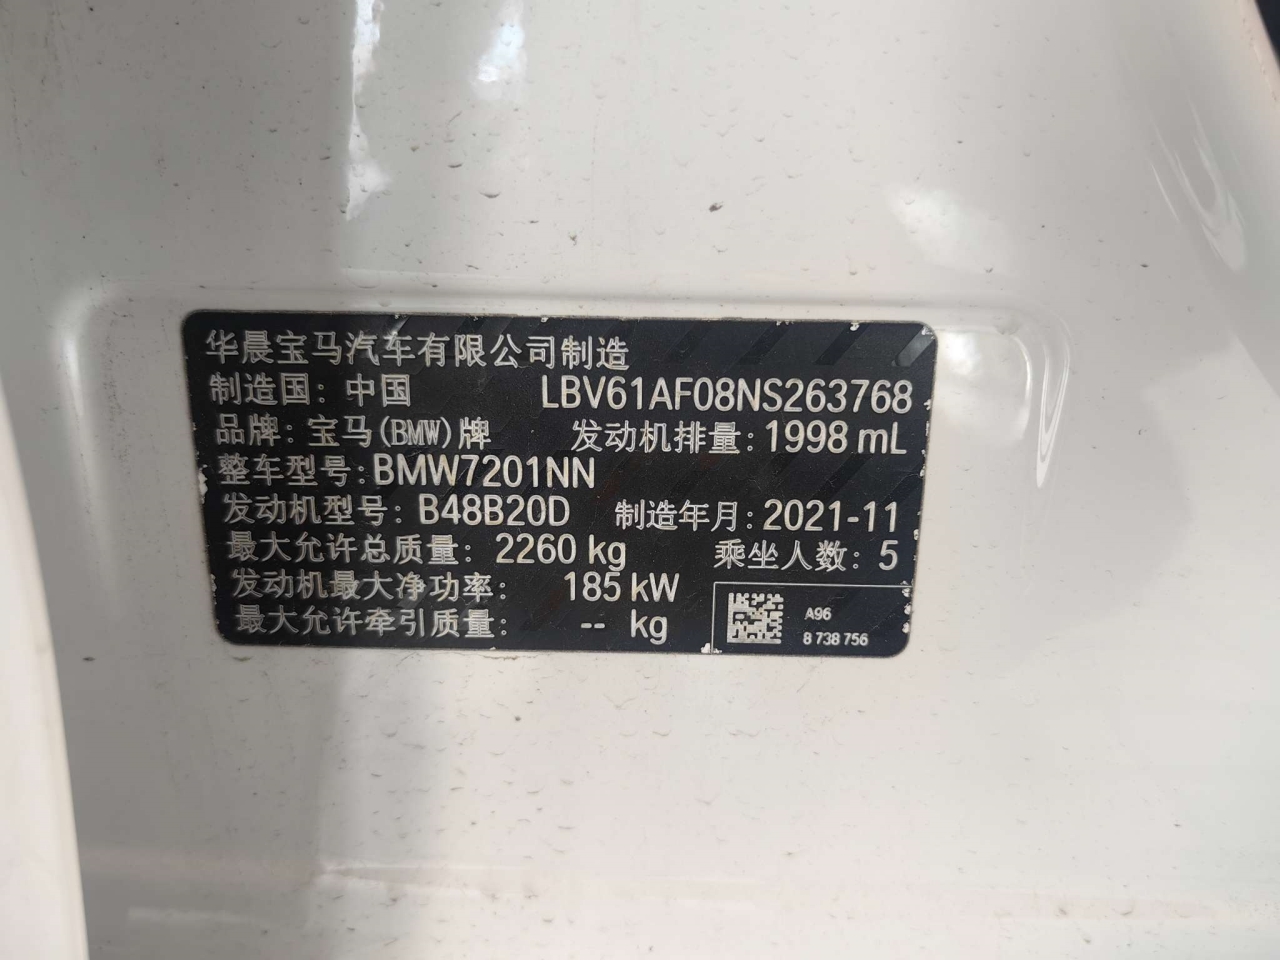 华晨宝马汽车有限公司制造
制造国: 中国 LBV61AF08NS263768
品牌: 宝马(BMW)牌 发动机排量: 1998 mL
整车型号: BMW7201NN
发动机型号: B48B20D 制造年月: 2021-11
最大允许总质量: 2260 kg 乘坐人数: 5
发动机最大净功率: 185 kW
最大允许牵引质量: -- kg
A96
8 738 756